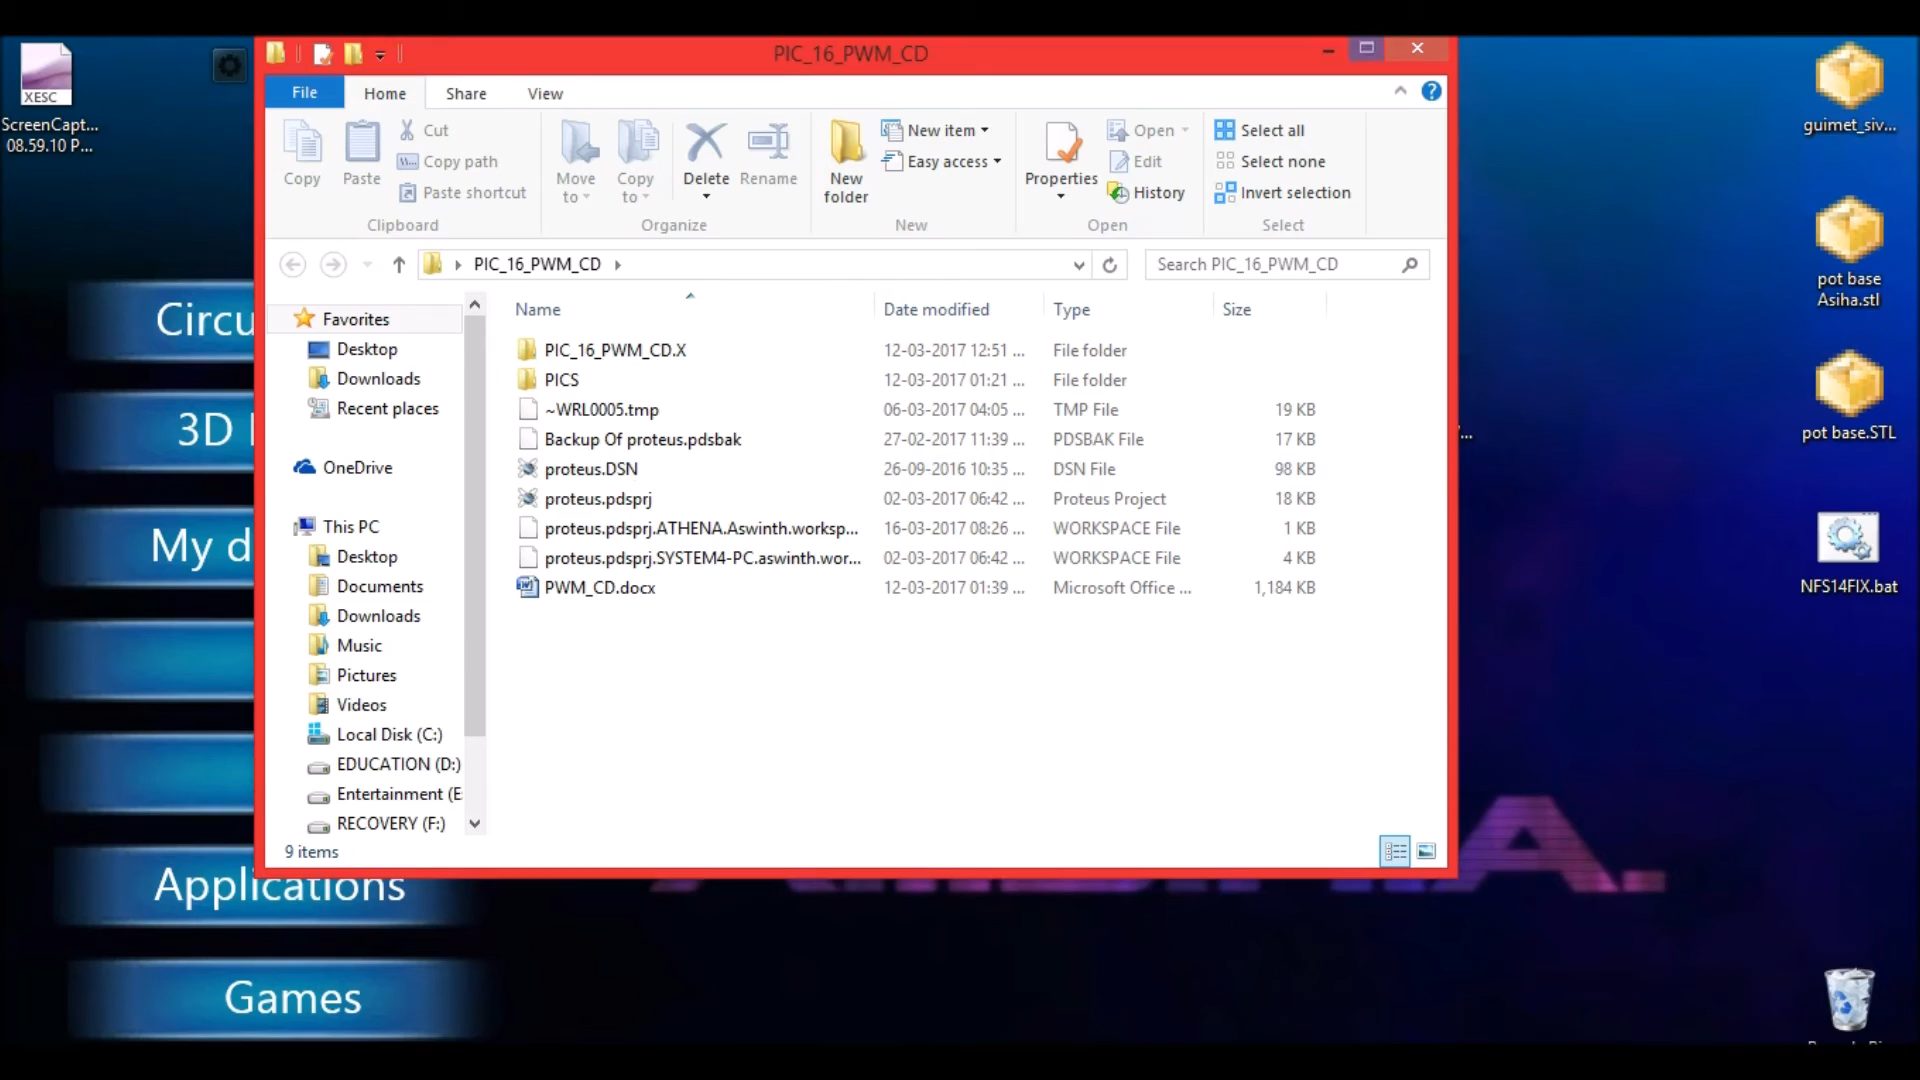 XESC
ScreenCapt...
08.59.10 P...
PIC_16_PWM_CD
File
Home
Share
View
Copy
Paste
Cut
Copy path
Paste shortcut
Clipboard
Move to
Copy to
Delete
Rename
Organize
New folder
New item
Easy access
New
Properties
Open
Edit
History
Open
Select all
Select none
Invert selection
Select
PIC_16_PWM_CD
Search PIC_16_PWM_CD
Favorites
Desktop
Downloads
Recent places
OneDrive
This PC
Desktop
Documents
Downloads
Music
Pictures
Videos
Local Disk (C:)
EDUCATION (D:)
Entertainment (E
RECOVERY (F:)
Name Date modified Type Size
PIC_16_PWM_CD.X 12-03-2017 12:51 ... File folder
PICS 12-03-2017 01:21 ... File folder
~WRL0005.tmp 06-03-2017 04:05 ... TMP File 19 KB
Backup Of proteus.pdsbak 27-02-2017 11:39 ... PDSBAK File 17 KB
proteus.DSN 26-09-2016 10:35 ... DSN File 98 KB
proteus.pdsprj 02-03-2017 06:42 ... Proteus Project 18 KB
proteus.pdsprj.ATHENA.Aswinth.worksp... 16-03-2017 08:26 ... WORKSPACE File 1 KB
proteus.pdsprj.SYSTEM4-PC.aswinth.wor... 02-03-2017 06:42 ... WORKSPACE File 4 KB
PWM_CD.docx 12-03-2017 01:39 ... Microsoft Office ... 1,184 KB
9 items
Circu
3D
My d
Applications
Games
guimet_siv...
pot base
Asiha.stl
pot base.STL
NFS14FIX.bat